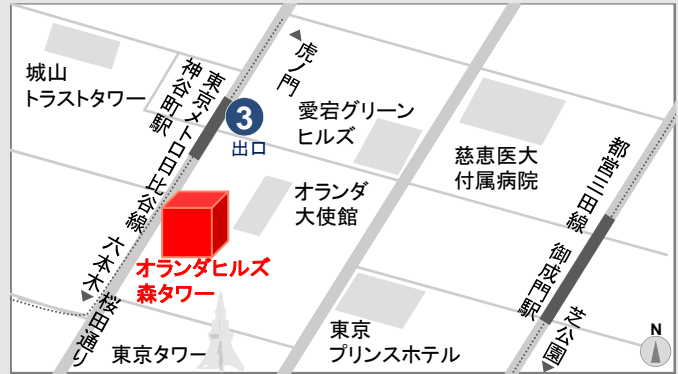 虎ノ門
城山
トラストタワー
東京メトロ日比谷線
神谷町駅
3
出口
愛宕グリーン
ヒルズ
慈恵医大
付属病院
都営三田線
御成門駅
オランダ
大使館
オランダヒルズ
森タワー
六本木
桜田通り
東京タワー
東京
プリンスホテル
芝公園
N